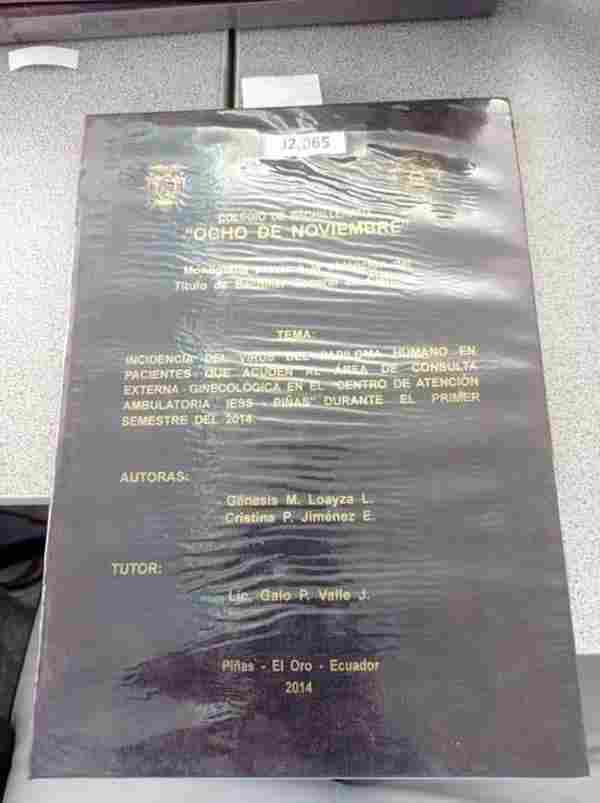 J2,065
COLEGIO DE BACHILLERATO
"OCHO DE NOVIEMBRE"
Monografía previa a la obtención del
Título de Bachiller
TEMA:
INCIDENCIA DEL VIRUS DEL PAPILOMA HUMANO EN
PACIENTES QUE ACUDEN AL ÁREA DE CONSULTA
EXTERNA - GINECOLÓGICA EN EL "CENTRO DE ATENCIÓN
AMBULATORIA IESS - PIÑAS" DURANTE EL PRIMER
SEMESTRE DEL 2014.
AUTORAS:
Génesis M. Loayza L.
Cristina P. Jiménez E.
TUTOR:
Lic. Galo P. Valle J.
Piñas - El Oro - Ecuador
2014